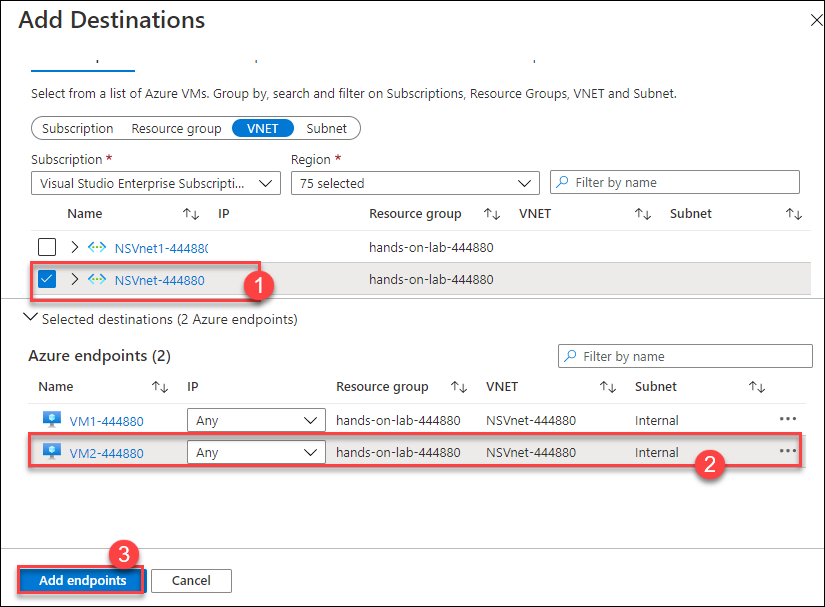 Add Destinations
Select from a list of Azure VMs. Group by, search and filter on Subscriptions, Resource Groups, VNET and Subnet.
Subscription Resource group VNET Subnet
Subscription * Region *
Visual Studio Enterprise Subscripti... 75 selected Filter by name
Name IP Resource group VNET Subnet
NSVnet1-444880 hands-on-lab-444880
NSVnet-444880 hands-on-lab-444880
1
Selected destinations (2 Azure endpoints)
Azure endpoints (2) Filter by name
Name IP Resource group VNET Subnet
VM1-444880 Any hands-on-lab-444880 NSVnet-444880 Internal
VM2-444880 Any hands-on-lab-444880 NSVnet-444880 Internal
2
3
Add endpoints Cancel